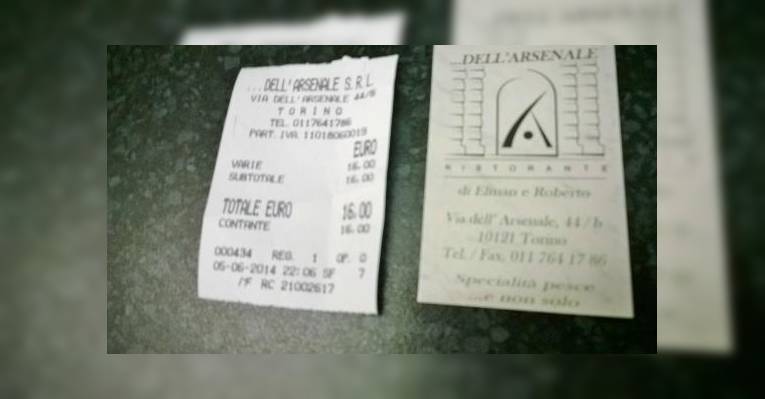 ...DELL'ARSENALE S.R.L
VIA DELL'ARSENALE 44/B
TORINO
TEL. 0117641786
PART. IVA 11018060019
EURO
VARIE 16.00
SUBTOTALE 16.00
TOTALE EURO 16.00
CONTANTE 16.00
000434 REG. 1 OP. 0
05-06-2014 22:06 SF 7
/F RC 21002617
...DELL'ARSENALE
RISTORANTE
di Elman e Roberto
Via dell' Arsenale, 44 / b
10121 Torino
Tel. / Fax. 011 764 17 86
Specialità pesce
...e non solo